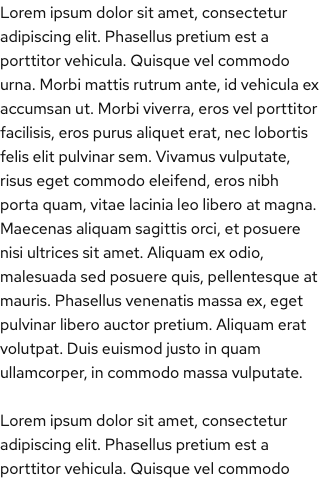 Lorem ipsum dolor sit amet, consectetur
adipiscing elit. Phasellus pretium est a
porttitor vehicula. Quisque vel commodo
urna. Morbi mattis rutrum ante, id vehicula ex
accumsan ut. Morbi viverra, eros vel porttitor
facilisis, eros purus aliquet erat, nec lobortis
felis elit pulvinar sem. Vivamus vulputate,
risus eget commodo eleifend, eros nibh
porta quam, vitae lacinia leo libero at magna.
Maecenas aliquam sagittis orci, et posuere
nisi ultrices sit amet. Aliquam ex odio,
malesuada sed posuere quis, pellentesque at
mauris. Phasellus venenatis massa ex, eget
pulvinar libero auctor pretium. Aliquam erat
volutpat. Duis euismod justo in quam
ullamcorper, in commodo massa vulputate.

Lorem ipsum dolor sit amet, consectetur
adipiscing elit. Phasellus pretium est a
porttitor vehicula. Quisque vel commodo